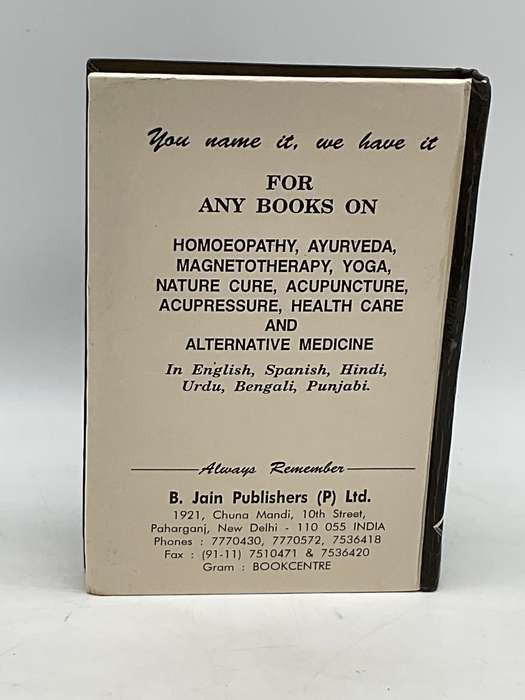 You name it, we have it
FOR
ANY BOOKS ON
HOMOEOPATHY, AYURVEDA,
MAGNETOTHERAPY, YOGA,
NATURE CURE, ACUPUNCTURE,
ACUPRESSURE, HEALTH CARE
AND
ALTERNATIVE MEDICINE
In English, Spanish, Hindi,
Urdu, Bengali, Punjabi.
Always Remember
B. Jain Publishers (P) Ltd.
1921, Chuna Mandi, 10th Street,
Paharganj, New Delhi - 110 055 INDIA
Phones : 7770430, 7770572, 7536418
Fax : (91-11) 7510471 & 7536420
Gram : BOOKCENTRE